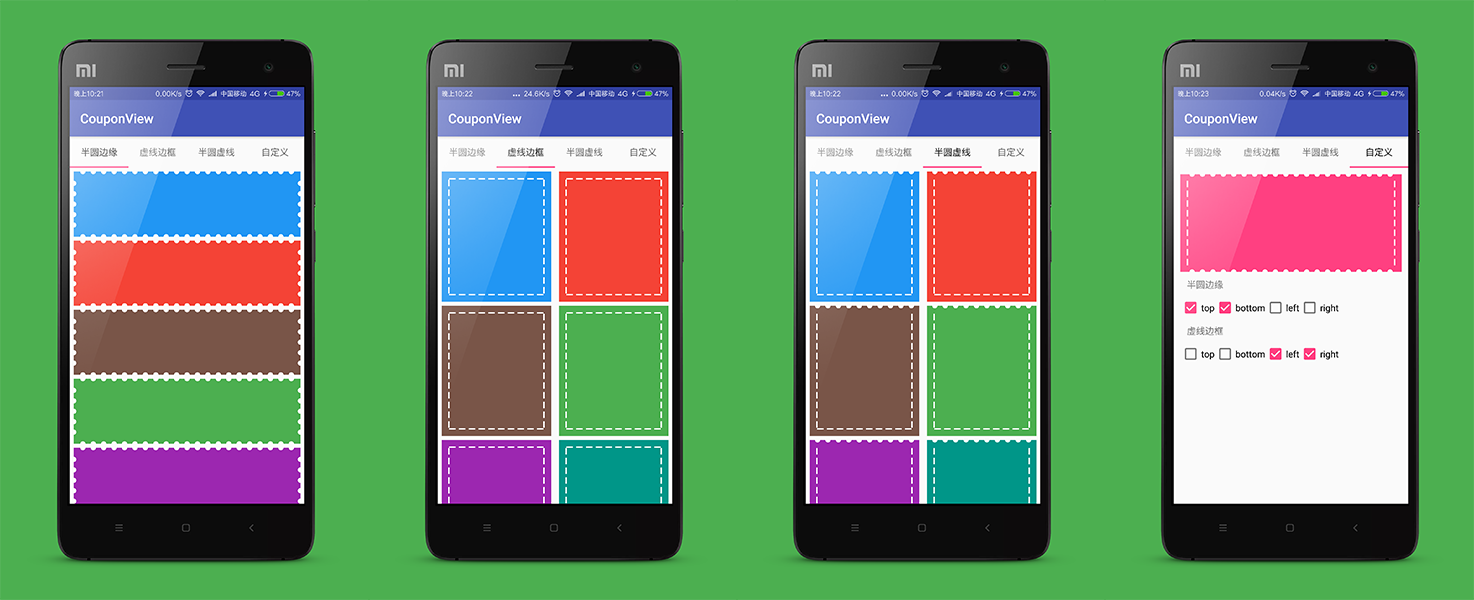 MI
晚上10:21 0.00K/s 中国移动 4G 47%
CouponView
半圆边缘 虚线边框 半圆虚线 自定义
MI
晚上10:22 ... 24.6K/s 中国移动 4G 47%
CouponView
半圆边缘 虚线边框 半圆虚线 自定义
MI
晚上10:22 ... 0.00K/s 中国移动 4G 47%
CouponView
半圆边缘 虚线边框 半圆虚线 自定义
MI
晚上10:23 0.04K/s 中国移动 4G 47%
CouponView
半圆边缘 虚线边框 半圆虚线 自定义
半圆边缘
top bottom left right
虚线边框
top bottom left right